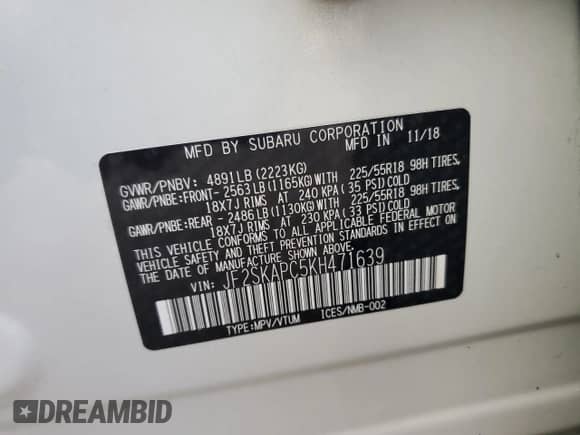 MFD BY SUBARU CORPORATION
MFD IN 11/18
GVWR/PNBV: 4891LB (2223KG)
GAWR/PNBE:FRONT-2563LB(1165KG)WITH 225/55R18 98H TIRES,
18X7J RIMS AT 240 KPA(35 PSI)COLD
GAWR/PNBE:REAR -2486LB(1130KG)WITH 225/55R18 98H TIRES,
18X7J RIMS AT 230 KPA(33 PSI)COLD
THIS VEHICLE CONFORMS TO ALL APPLICABLE FEDERAL MOTOR
VEHICLE SAFETY AND THEFT PREVENTION STANDARDS IN EFFECT ON
THE DATE OF MANUFACTURE SHOWN ABOVE.
VIN: JF2SKAPC5KH471639
TYPE:MPV/VTUM ICES/NMB-002
DREAMBID